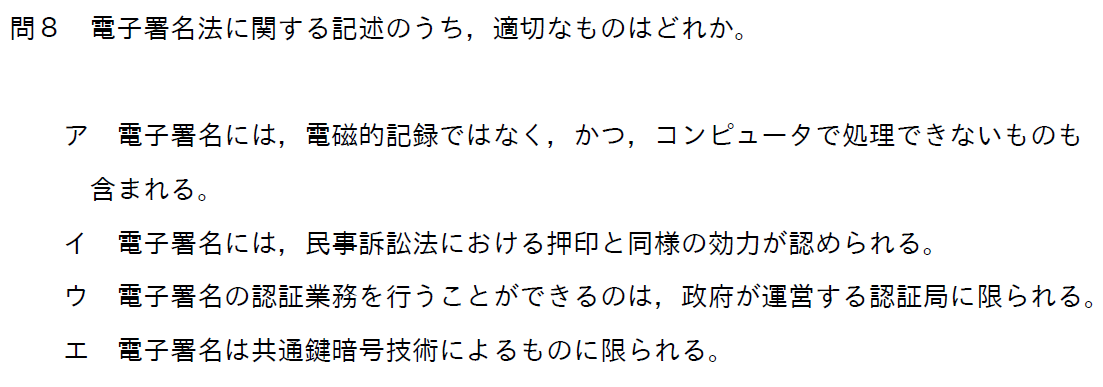 問８　電子署名法に関する記述のうち，適切なものはどれか。
ア　電子署名には，電磁的記録ではなく，かつ，コンピュータで処理できないものも
含まれる。
イ　電子署名には，民事訴訟法における押印と同様の効力が認められる。
ウ　電子署名の認証業務を行うことができるのは，政府が運営する認証局に限られる。
エ　電子署名は共通鍵暗号技術によるものに限られる。